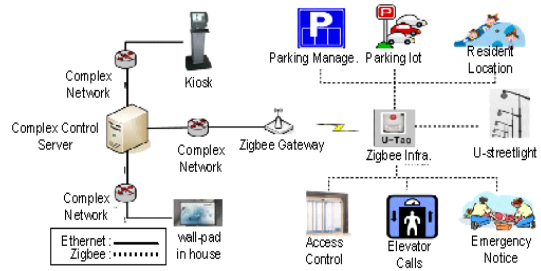 Parking Manage.
Parking lot
Resident
Location
Kiosk
Complex
Network
Complex Control
Server
Complex
Network
Zigbee Gateway
U-Tag
Zigbee Infra.
U-streetlight
Complex
Network
wall-pad
in house
Access
Control
Elevator
Calls
Emergency
Notice
Ethernet :
Zigbee :